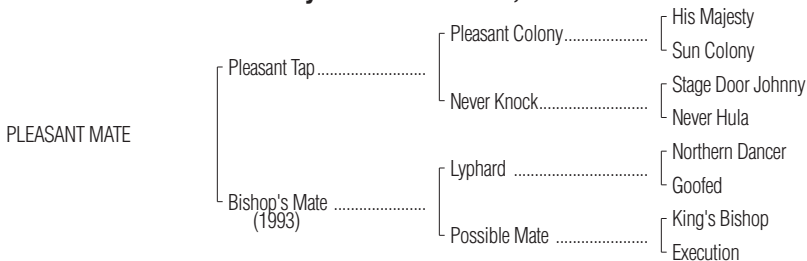 His Majesty
Pleasant Colony...................
Sun Colony
Pleasant Tap..........................
Stage Door Johnny
Never Knock.........................
Never Hula
PLEASANT MATE
Northern Dancer
Lyphard ................................
Goofed
Bishop's Mate ......................
(1993)
King's Bishop
Possible Mate ......................
Execution